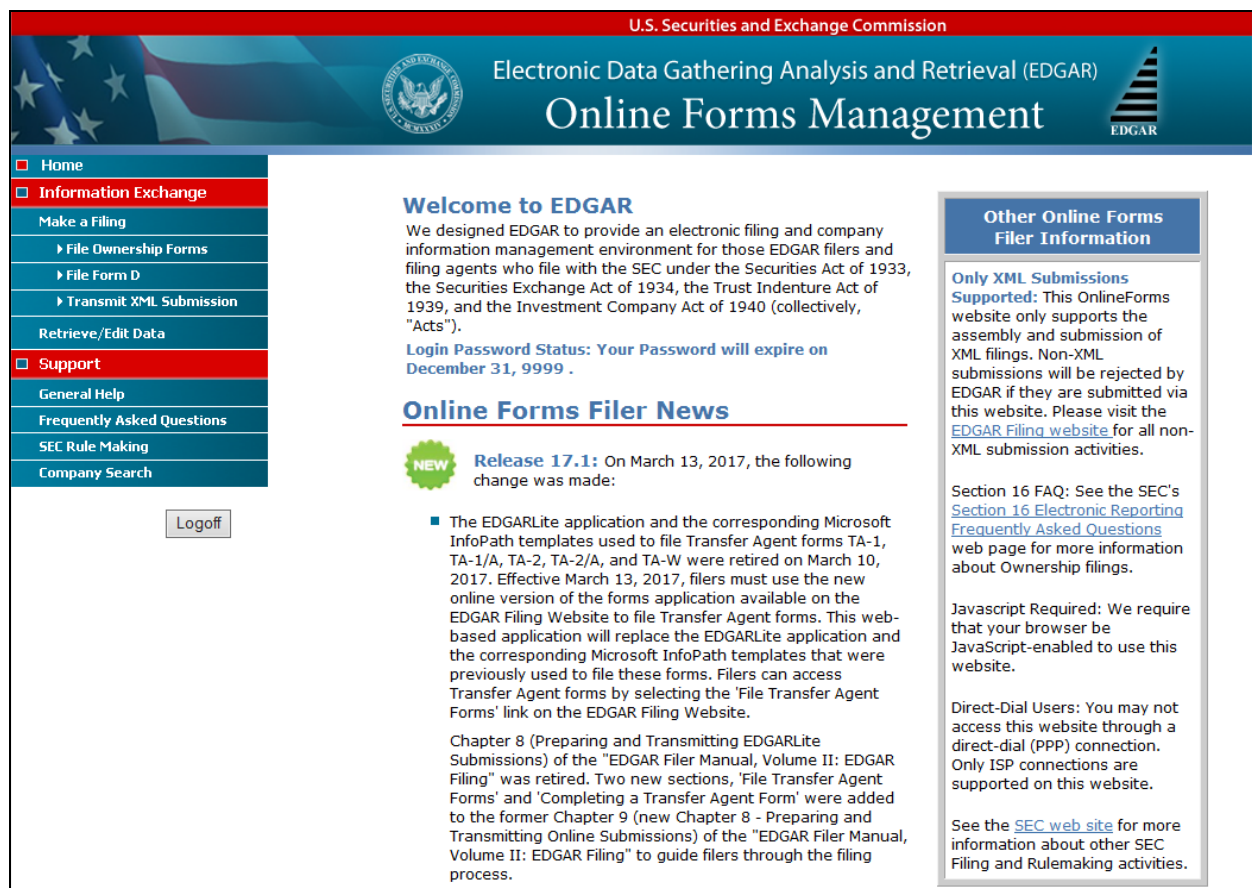 U.S. Securities and Exchange Commission
Electronic Data Gathering Analysis and Retrieval (EDGAR)
Online Forms Management
EDGAR
Home
Information Exchange
Make a Filing
File Ownership Forms
File Form D
Transmit XML Submission
Retrieve/Edit Data
Support
General Help
Frequently Asked Questions
SEC Rule Making
Company Search
Logoff
Welcome to EDGAR
We designed EDGAR to provide an electronic filing and company
information management environment for those EDGAR filers and
filing agents who file with the SEC under the Securities Act of 1933,
the Securities Exchange Act of 1934, the Trust Indenture Act of
1939, and the Investment Company Act of 1940 (collectively,
"Acts").
Login Password Status: Your Password will expire on
December 31, 9999 .
Online Forms Filer News
NEW
Release 17.1: On March 13, 2017, the following
change was made:
The EDGARLite application and the corresponding Microsoft
InfoPath templates used to file Transfer Agent forms TA-1,
TA-1/A, TA-2, TA-2/A, and TA-W were retired on March 10,
2017. Effective March 13, 2017, filers must use the new
online version of the forms application available on the
EDGAR Filing Website to file Transfer Agent forms. This web-
based application will replace the EDGARLite application and
the corresponding Microsoft InfoPath templates that were
previously used to file these forms. Filers can access
Transfer Agent forms by selecting the 'File Transfer Agent
Forms' link on the EDGAR Filing Website.
Chapter 8 (Preparing and Transmitting EDGARLite
Submissions) of the "EDGAR Filer Manual, Volume II: EDGAR
Filing" was retired. Two new sections, 'File Transfer Agent
Forms' and 'Completing a Transfer Agent Form' were added
to the former Chapter 9 (new Chapter 8 - Preparing and
Transmitting Online Submissions) of the "EDGAR Filer Manual,
Volume II: EDGAR Filing" to guide filers through the filing
process.
Other Online Forms
Filer Information
Only XML Submissions
Supported: This OnlineForms
website only supports the
assembly and submission of
XML filings. Non-XML
submissions will be rejected by
EDGAR if they are submitted via
this website. Please visit the
EDGAR Filing website for all non-
XML submission activities.
Section 16 FAQ: See the SEC's
Section 16 Electronic Reporting
Frequently Asked Questions
web page for more information
about Ownership filings.
Javascript Required: We require
that your browser be
JavaScript-enabled to use this
website.
Direct-Dial Users: You may not
access this website through a
direct-dial (PPP) connection.
Only ISP connections are
supported on this website.
See the SEC web site for more
information about other SEC
Filing and Rulemaking activities.